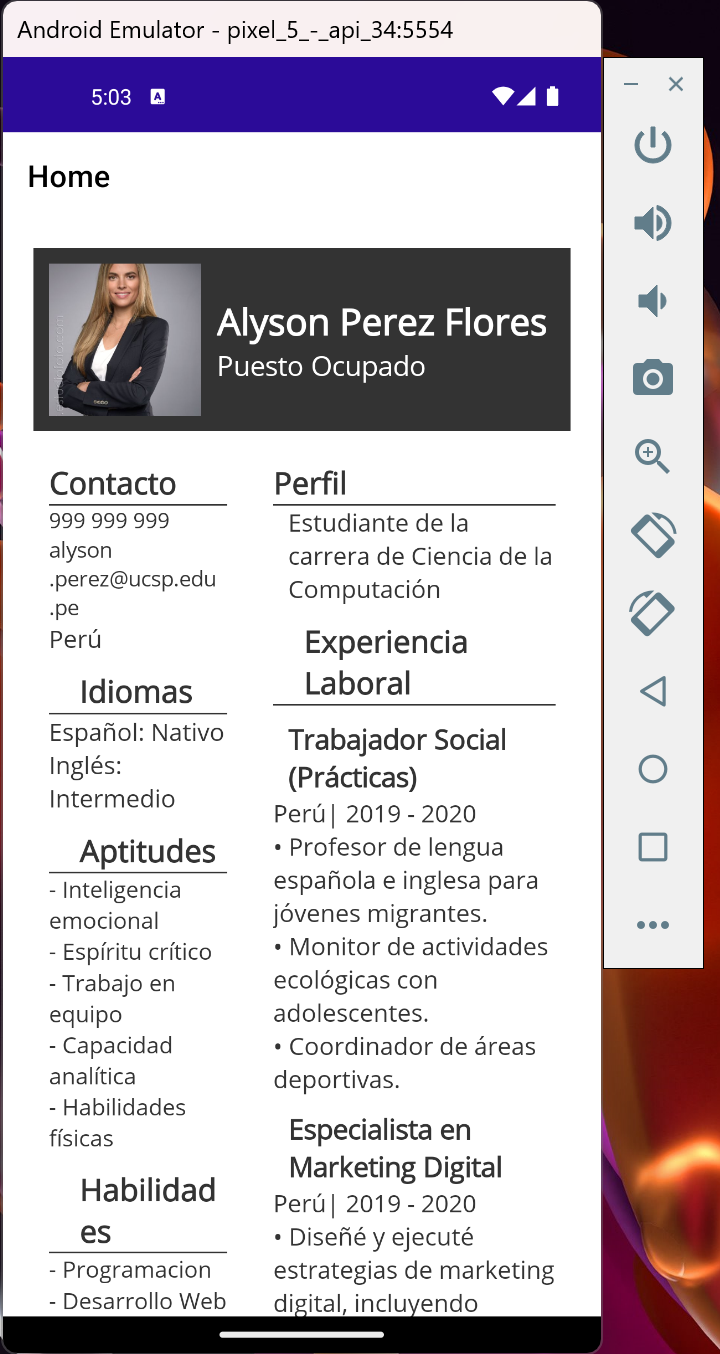 Android Emulator - pixel_5_-_api_34:5554
5:03
A
Home
Alyson Perez Flores
Puesto Ocupado
Contacto
999 999 999
alyson
.perez@ucsp.edu
.pe
Perú
Idiomas
Español: Nativo
Inglés:
Intermedio
Aptitudes
- Inteligencia
emocional
- Espíritu crítico
- Trabajo en
equipo
- Capacidad
analítica
- Habilidades
físicas
Habilidad
es
- Programacion
- Desarrollo Web
Perfil
Estudiante de la
carrera de Ciencia de la
Computación
Experiencia
Laboral
Trabajador Social
(Prácticas)
Perú| 2019 - 2020
• Profesor de lengua
española e inglesa para
jóvenes migrantes.
• Monitor de actividades
ecológicas con
adolescentes.
• Coordinador de áreas
deportivas.
Especialista en
Marketing Digital
Perú| 2019 - 2020
• Diseñé y ejecuté
estrategias de marketing
digital, incluyendo